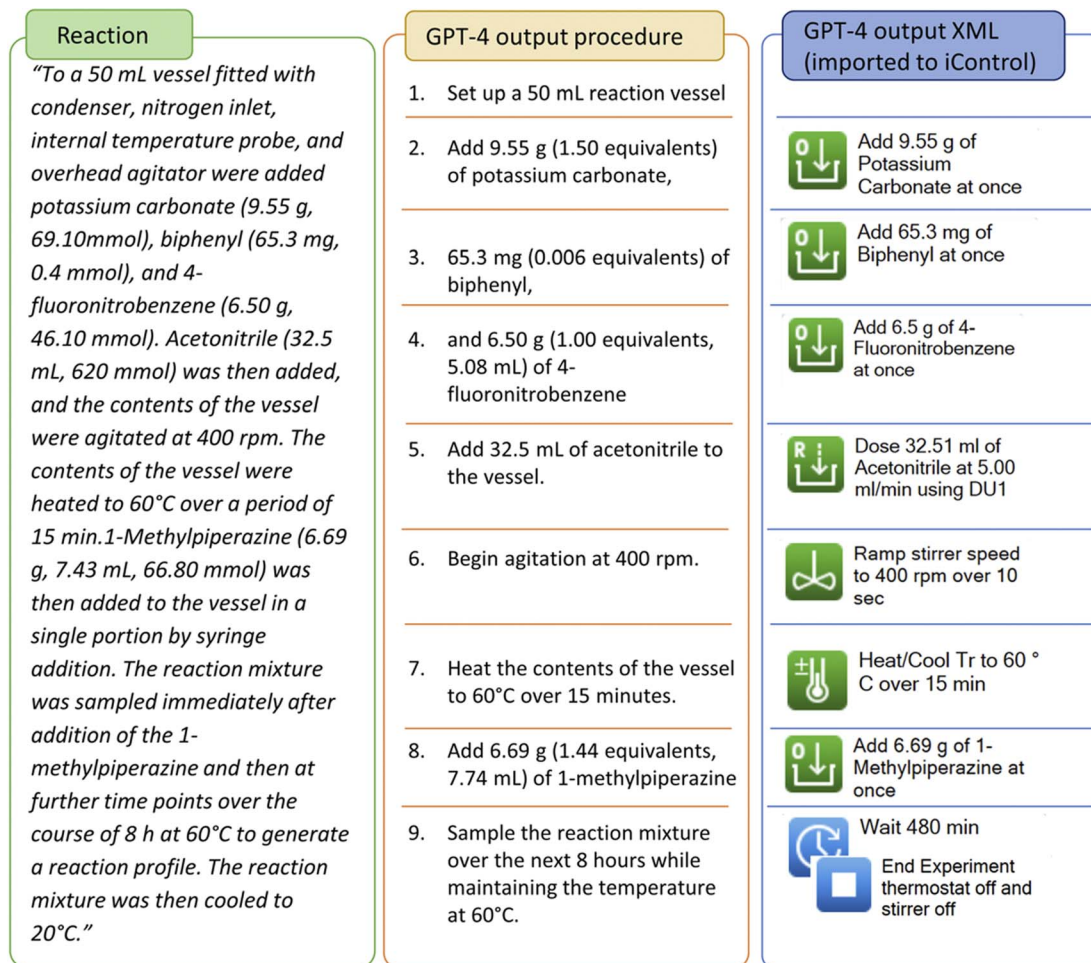 Reaction
“To a 50 mL vessel fitted with
condenser, nitrogen inlet,
internal temperature probe, and
overhead agitator were added
potassium carbonate (9.55 g,
69.10mmol), biphenyl (65.3 mg,
0.4 mmol), and 4-
fluoronitrobenzene (6.50 g,
46.10 mmol). Acetonitrile (32.5
mL, 620 mmol) was then added,
and the contents of the vessel
were agitated at 400 rpm. The
contents of the vessel were
heated to 60°C over a period of
15 min.1-Methylpiperazine (6.69
g, 7.43 mL, 66.80 mmol) was
then added to the vessel in a
single portion by syringe
addition. The reaction mixture
was sampled immediately after
addition of the 1-
methylpiperazine and then at
further time points over the
course of 8 h at 60°C to generate
a reaction profile. The reaction
mixture was then cooled to
20°C.”
GPT-4 output procedure
1. Set up a 50 mL reaction vessel
2. Add 9.55 g (1.50 equivalents)
of potassium carbonate,
3. 65.3 mg (0.006 equivalents) of
biphenyl,
4. and 6.50 g (1.00 equivalents,
5.08 mL) of 4-
fluoronitrobenzene
5. Add 32.5 mL of acetonitrile to
the vessel.
6. Begin agitation at 400 rpm.
7. Heat the contents of the vessel
to 60°C over 15 minutes.
8. Add 6.69 g (1.44 equivalents,
7.74 mL) of 1-methylpiperazine
9. Sample the reaction mixture
over the next 8 hours while
maintaining the temperature
at 60°C.
GPT-4 output XML
(imported to iControl)
O
Add 9.55 g of
Potassium
Carbonate at once
O
Add 65.3 mg of
Biphenyl at once
O
Add 6.5 g of 4-
Fluoronitrobenzene
at once
R
Dose 32.51 ml of
Acetonitrile at 5.00
ml/min using DU1
Ramp stirrer speed
to 400 rpm over 10
sec
±
Heat/Cool Tr to 60 °
C over 15 min
O
Add 6.69 g of 1-
Methylpiperazine at
once
Wait 480 min
End Experiment
thermostat off and
stirrer off